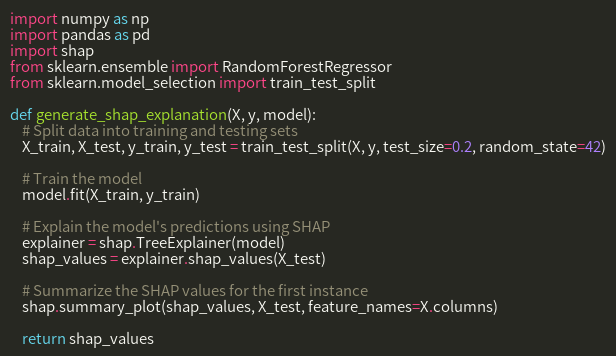 import numpy as np
import pandas as pd
import shap
from sklearn.ensemble import RandomForestRegressor
from sklearn.model_selection import train_test_split
def generate_shap_explanation(X, y, model):
# Split data into training and testing sets
X_train, X_test, y_train, y_test = train_test_split(X, y, test_size=0.2, random_state=42)
# Train the model
model.fit(X_train, y_train)
# Explain the model's predictions using SHAP
explainer = shap.TreeExplainer(model)
shap_values = explainer.shap_values(X_test)
# Summarize the SHAP values for the first instance
shap.summary_plot(shap_values, X_test, feature_names=X.columns)
return shap_values